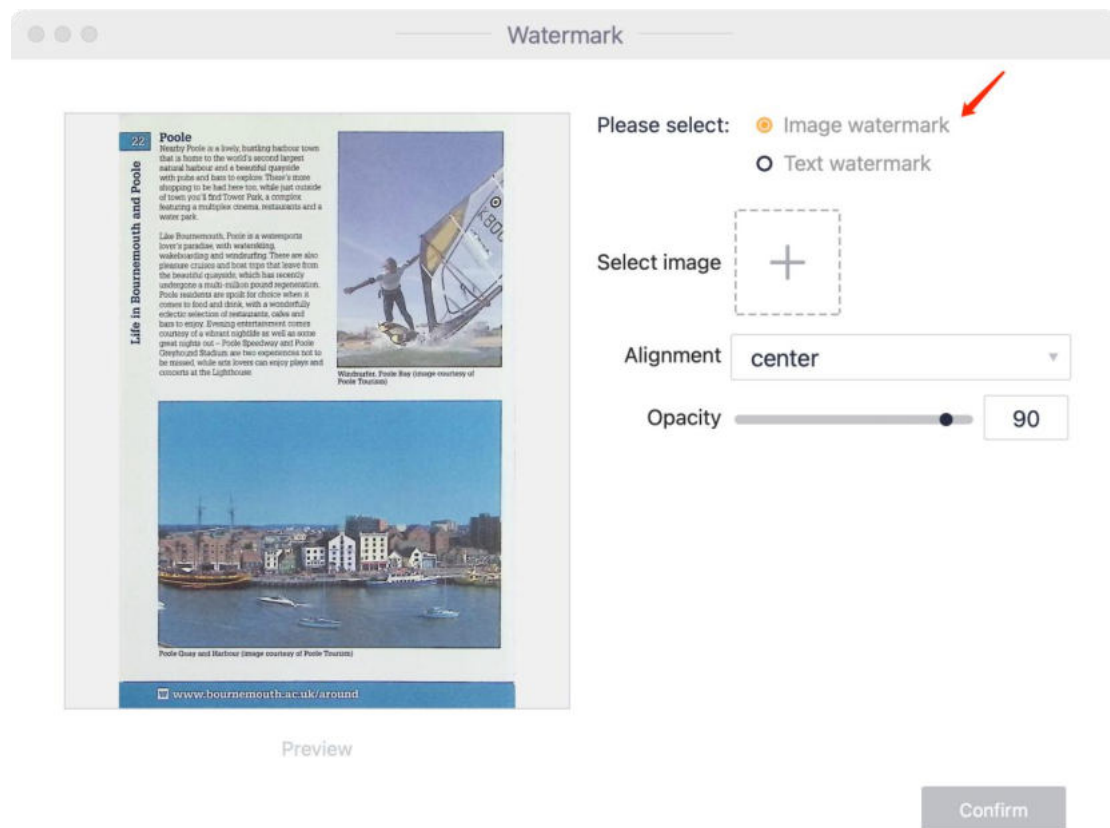 Watermark
22
Poole
Nearby Poole is a lovely, bustling harbour town
that is home to the world's second largest
natural harbour and a beautiful quayside
with pubs and bars to explore. There's more
shopping to be had here too, while just outside
of town you'll find Tower Park, a complex
featuring a multiplex cinema, restaurants and a
water park.
Like Bournemouth, Poole is a watersports
lover's paradise, with waterskiing,
wakeboarding and windsurfing. There are also
pleasure cruises and boat trips that leave from
the beautiful quayside, which has recently
undergone a multi-million pound regeneration.
Poole residents are spoilt for choice when it
comes to food and drink, with a wonderfully
eclectic selection of restaurants, cafes and
bars to enjoy. Evening entertainment comes
courtesy of a vibrant nightlife as well as some
great nights out – Poole Speedway and Poole
Greyhound Stadium are two experiences not to
be missed, while arts lovers can enjoy plays and
concerts at the Lighthouse.
Life in Bournemouth and Poole
K800
Windsurfer, Poole Bay (image courtesy of
Poole Tourism)
Poole Quay and Harbour (image courtesy of Poole Tourism)
www.bournemouth.ac.uk/around
Preview
Please select:
Image watermark
Text watermark
Select image
Alignment
center
Opacity
90
Confirm